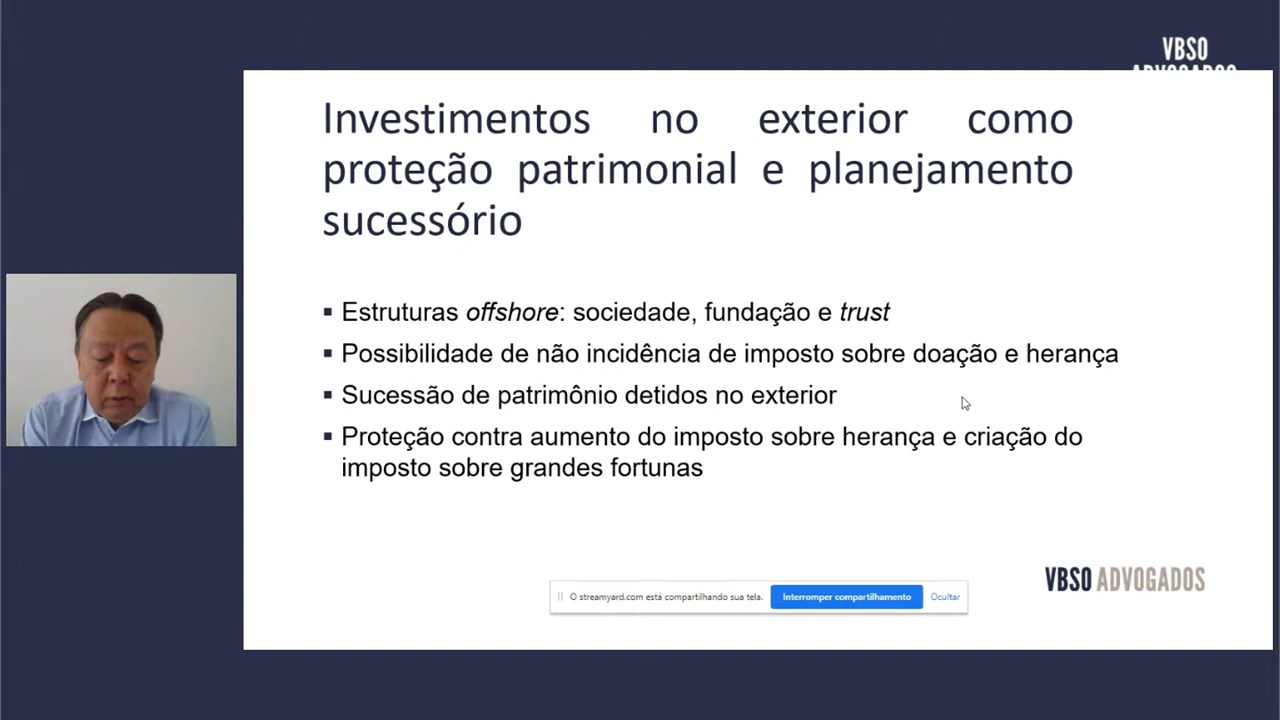 VBSO
ADVOGADOS
Investimentos no exterior como
proteção patrimonial e planejamento
sucessório
▪ Estruturas offshore: sociedade, fundação e trust
▪ Possibilidade de não incidência de imposto sobre doação e herança
▪ Sucessão de patrimônio detidos no exterior
▪ Proteção contra aumento do imposto sobre herança e criação do
imposto sobre grandes fortunas
VBSO ADVOGADOS
O streamyard.com está compartilhando sua tela. Interromper compartilhamento Ocultar